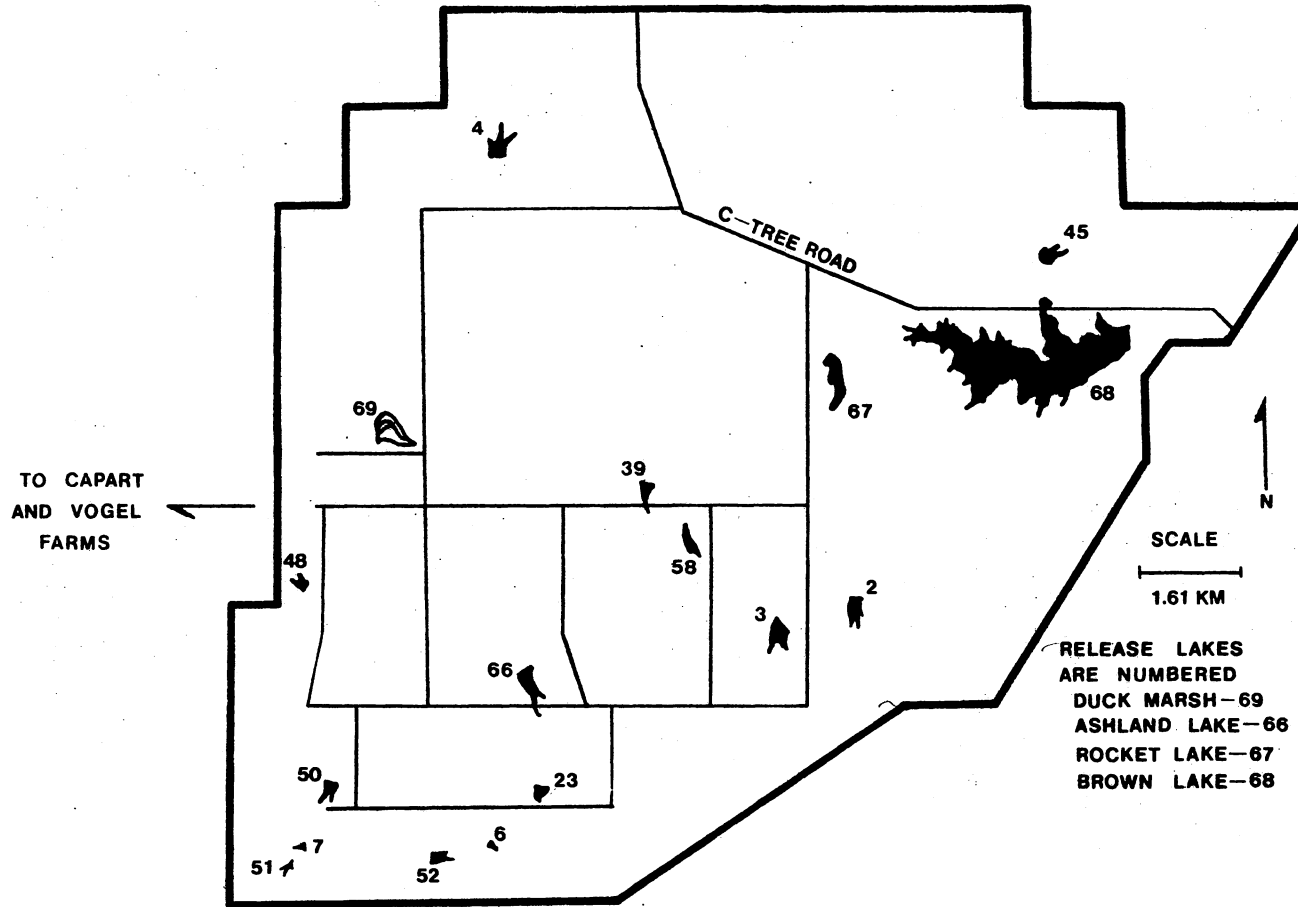 4
C-TREE ROAD
45
69
67
68
39
TO CAPART
AND VOGEL
FARMS
N
58
48
SCALE
1.61 KM
2
3
66
RELEASE LAKES
ARE NUMBERED
DUCK MARSH-69
ASHLAND LAKE-66
ROCKET LAKE-67
BROWN LAKE-68
50
23
7
6
51
52